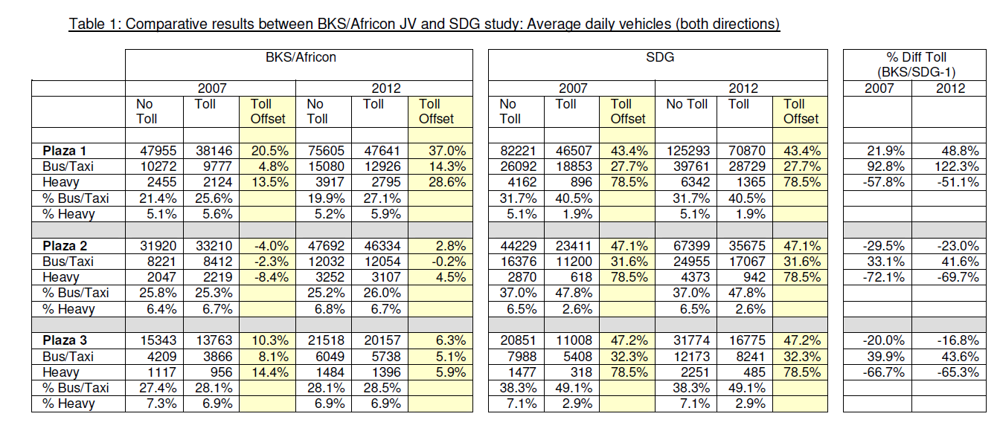 Table 1: Comparative results between BKS/Africon JV and SDG study: Average daily vehicles (both directions)
BKS/Africon SDG % Diff Toll
(BKS/SDG-1)
2007 2012 2007 2012 2007 2012
No Toll Toll No Toll Toll No Toll Toll No Toll Toll Toll
Toll Offset Toll Offset Toll Offset Offset
Plaza 1 47955 38146 20.5% 75605 47641 37.0% 82221 46507 43.4% 125293 70870 43.4% 21.9% 48.8%
Bus/Taxi 10272 9777 4.8% 15080 12926 14.3% 26092 18853 27.7% 39761 28729 27.7% 92.8% 122.3%
Heavy 2455 2124 13.5% 3917 2795 28.6% 4162 896 78.5% 6342 1365 78.5% -57.8% -51.1%
% Bus/Taxi 21.4% 25.6% 19.9% 27.1% 31.7% 40.5% 31.7% 40.5%
% Heavy 5.1% 5.6% 5.2% 5.9% 5.1% 1.9% 5.1% 1.9%
Plaza 2 31920 33210 -4.0% 47692 46334 2.8% 44229 23411 47.1% 67399 35675 47.1% -29.5% -23.0%
Bus/Taxi 8221 8412 -2.3% 12032 12054 -0.2% 16376 11200 31.6% 24955 17067 31.6% 33.1% 41.6%
Heavy 2047 2219 -8.4% 3252 3107 4.5% 2870 618 78.5% 4373 942 78.5% -72.1% -69.7%
% Bus/Taxi 25.8% 25.3% 25.2% 26.0% 37.0% 47.8% 37.0% 47.8%
% Heavy 6.4% 6.7% 6.8% 6.7% 6.5% 2.6% 6.5% 2.6%
Plaza 3 15343 13763 10.3% 21518 20157 6.3% 20851 11008 47.2% 31774 16775 47.2% -20.0% -16.8%
Bus/Taxi 4209 3866 8.1% 6049 5738 5.1% 7988 5408 32.3% 12173 8241 32.3% 39.9% 43.6%
Heavy 1117 956 14.4% 1484 1396 5.9% 1477 318 78.5% 2251 485 78.5% -66.7% -65.3%
% Bus/Taxi 27.4% 28.1% 28.1% 28.5% 38.3% 49.1% 38.3% 49.1%
% Heavy 7.3% 6.9% 6.9% 6.9% 7.1% 2.9% 7.1% 2.9%